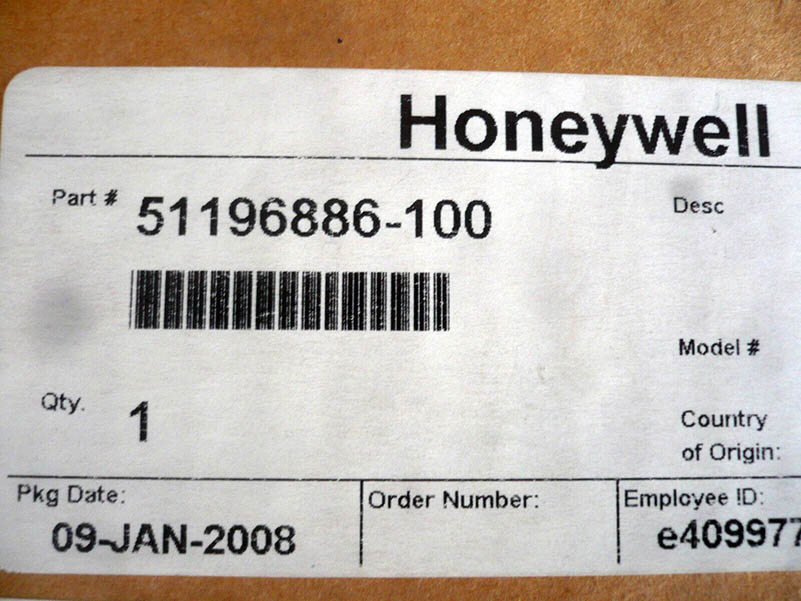 Honeywell
Part # 51196886-100
Desc
Model #
Qty. 1
Country
of Origin:
Pkg Date:
Order Number:
Employee ID:
09-JAN-2008
e409977